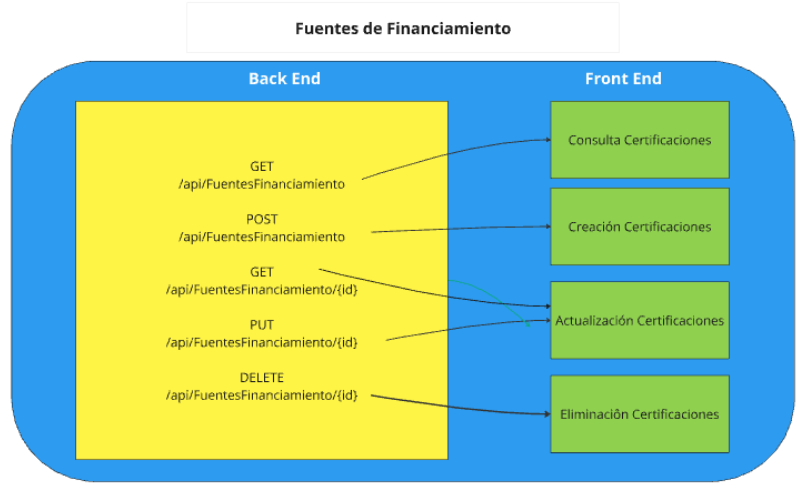 Fuentes de Financiamiento
Back End
Front End
GET
/api/FuentesFinanciamiento
POST
/api/FuentesFinanciamiento
GET
/api/FuentesFinanciamiento/{id}
PUT
/api/FuentesFinanciamiento/{id}
DELETE
/api/FuentesFinanciamiento/{id}
Consulta Certificaciones
Creación Certificaciones
Actualización Certificaciones
Eliminación Certificaciones